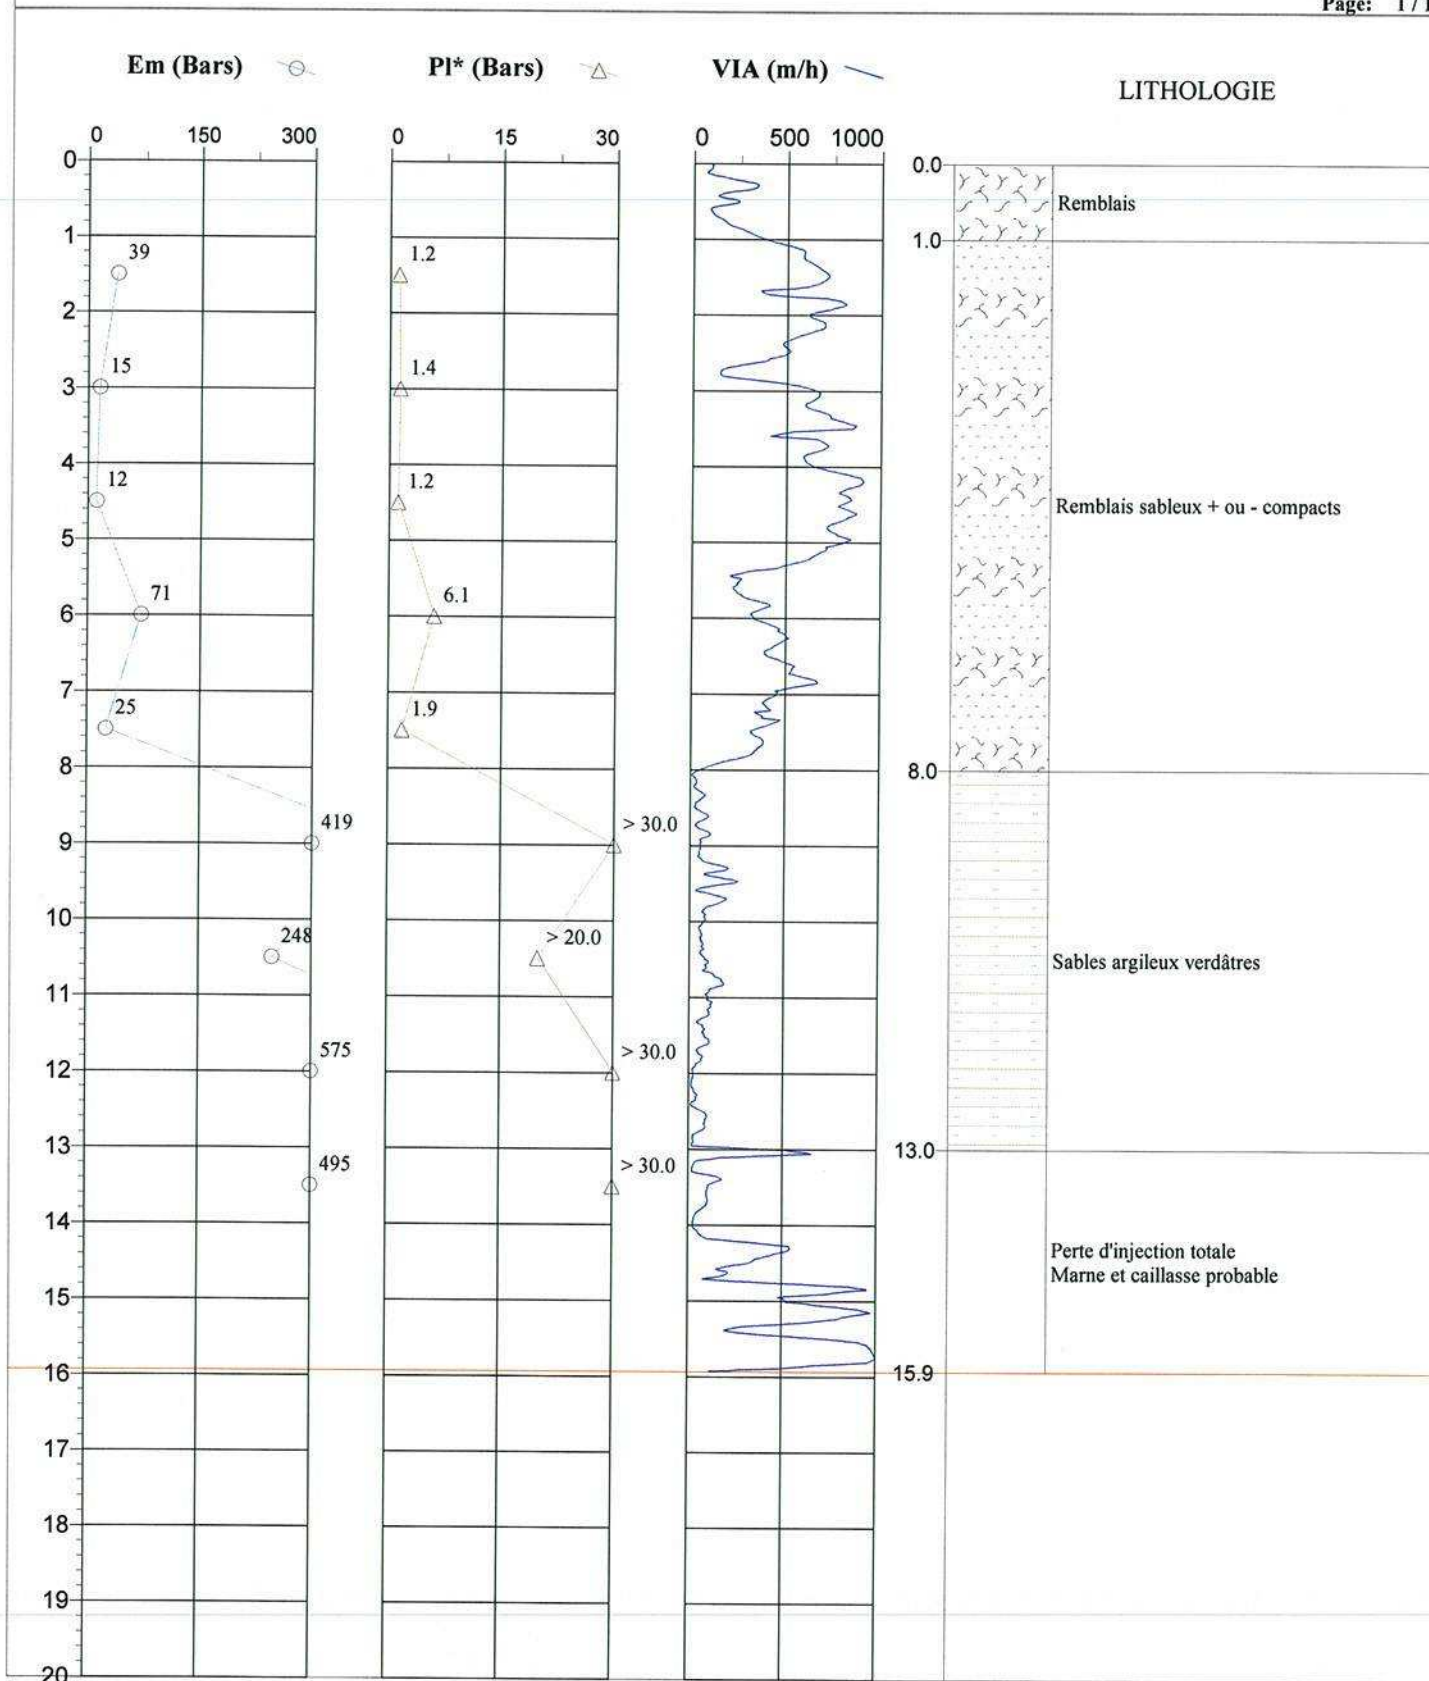 Page: 1 / 1
Em (Bars) Pl* (Bars) VIA (m/h)
LITHOLOGIE
0 150 300 0 15 30 0 500 1000
0 0.0
Remblais
1 1.0
39 1.2
2
15 1.4
3
4
12 1.2
Remblais sableux + ou - compacts
5
71 6.1
6
7
25 1.9
8 8.0
419 > 30.0
9
10
248 > 20.0
Sables argileux verdâtres
11
575 > 30.0
12
13 13.0
495 > 30.0
14
Perte d'injection totale
Marne et caillasse probable
15
16 15.9
17
18
19
20